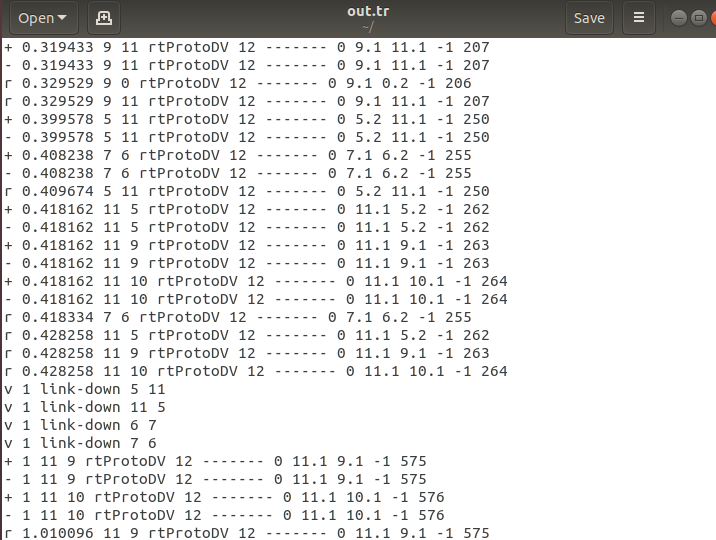 Open
out.tr
~/
Save
+ 0.319433 9 11 rtProtoDV 12 ------- 0 9.1 11.1 -1 207
- 0.319433 9 11 rtProtoDV 12 ------- 0 9.1 11.1 -1 207
r 0.329529 9 0 rtProtoDV 12 ------- 0 9.1 0.2 -1 206
r 0.329529 9 11 rtProtoDV 12 ------- 0 9.1 11.1 -1 207
+ 0.399578 5 11 rtProtoDV 12 ------- 0 5.2 11.1 -1 250
- 0.399578 5 11 rtProtoDV 12 ------- 0 5.2 11.1 -1 250
+ 0.408238 7 6 rtProtoDV 12 ------- 0 7.1 6.2 -1 255
- 0.408238 7 6 rtProtoDV 12 ------- 0 7.1 6.2 -1 255
r 0.409674 5 11 rtProtoDV 12 ------- 0 5.2 11.1 -1 250
+ 0.418162 11 5 rtProtoDV 12 ------- 0 11.1 5.2 -1 262
- 0.418162 11 5 rtProtoDV 12 ------- 0 11.1 5.2 -1 262
+ 0.418162 11 9 rtProtoDV 12 ------- 0 11.1 9.1 -1 263
- 0.418162 11 9 rtProtoDV 12 ------- 0 11.1 9.1 -1 263
+ 0.418162 11 10 rtProtoDV 12 ------- 0 11.1 10.1 -1 264
- 0.418162 11 10 rtProtoDV 12 ------- 0 11.1 10.1 -1 264
r 0.418334 7 6 rtProtoDV 12 ------- 0 7.1 6.2 -1 255
r 0.428258 11 5 rtProtoDV 12 ------- 0 11.1 5.2 -1 262
r 0.428258 11 9 rtProtoDV 12 ------- 0 11.1 9.1 -1 263
r 0.428258 11 10 rtProtoDV 12 ------- 0 11.1 10.1 -1 264
v 1 link-down 5 11
v 1 link-down 11 5
v 1 link-down 6 7
v 1 link-down 7 6
+ 1 11 9 rtProtoDV 12 ------- 0 11.1 9.1 -1 575
- 1 11 9 rtProtoDV 12 ------- 0 11.1 9.1 -1 575
+ 1 11 10 rtProtoDV 12 ------- 0 11.1 10.1 -1 576
- 1 11 10 rtProtoDV 12 ------- 0 11.1 10.1 -1 576
r 1.010096 11 9 rtProtoDV 12 ------- 0 11.1 9.1 -1 575